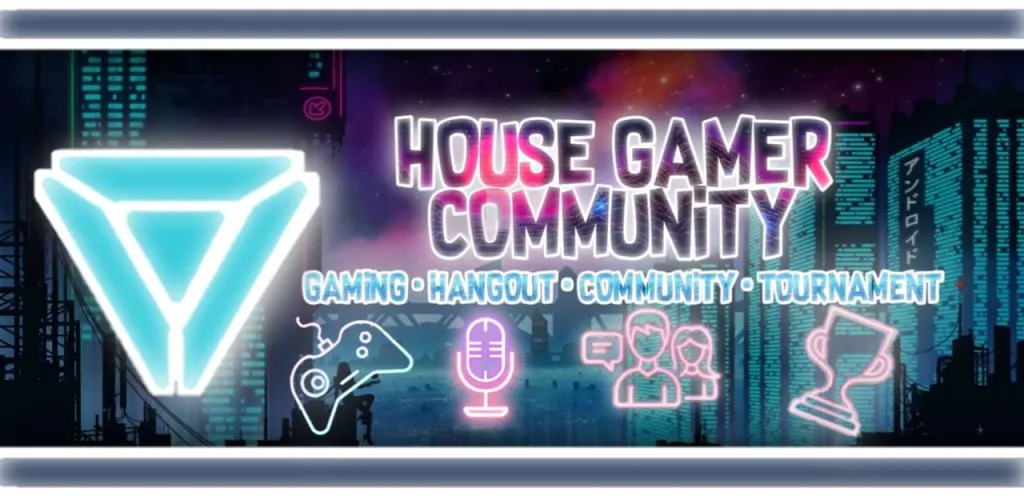 HOUSE GAMER
COMMUNiTY
GAMiNG • HANGOUT • COMMUNiTY • TOURNAMENT
アンドロイド